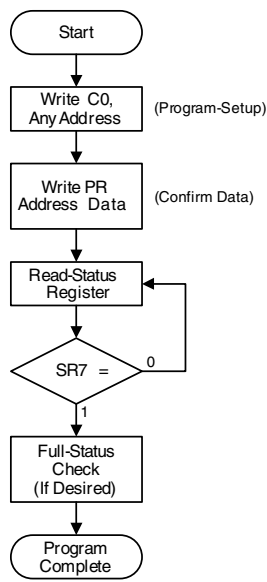 Start
Write C0,
Any Address
(Program-Setup)
Write PR
Address Data
(Confirm Data)
Read-Status
Register
SR7 =
0
1
Full-Status
Check
(If Desired)
Program
Complete